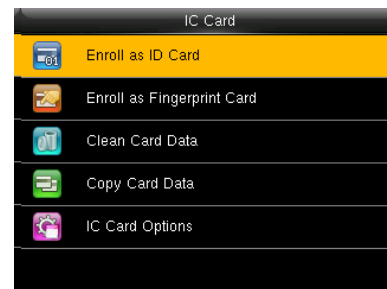 IC Card
01
Enroll as ID Card
Enroll as Fingerprint Card
Clean Card Data
Copy Card Data
IC Card Options